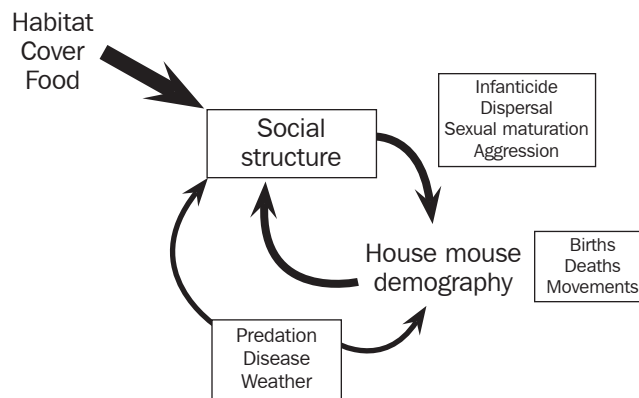 Habitat
Cover
Food
Social
structure
Infanticide
Dispersal
Sexual maturation
Aggression
House mouse
demography
Births
Deaths
Movements
Predation
Disease
Weather